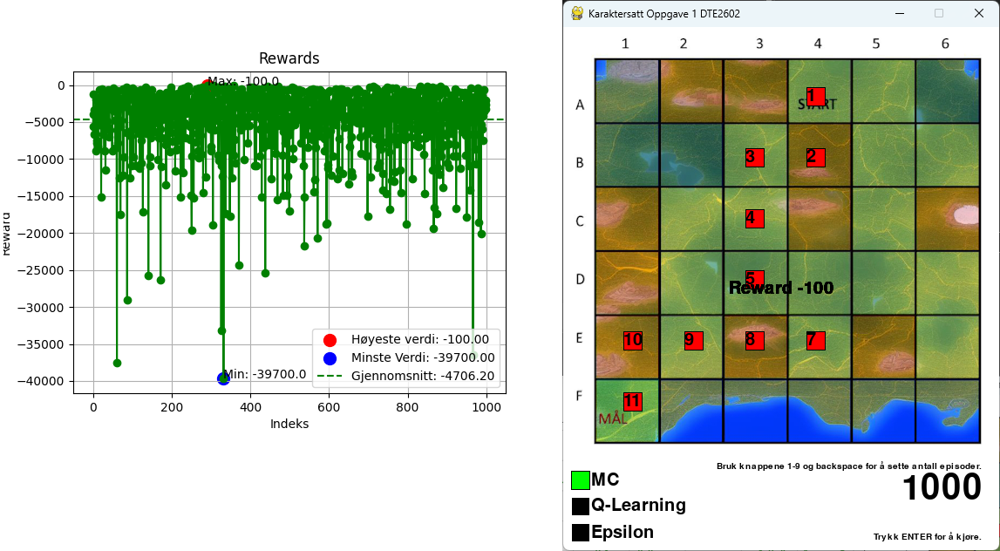 Rewards
Max: -100.0
0
−5000
−10000
−15000
−20000
−25000
−30000
−35000
−40000
Reward
Høyeste verdi: -100.00
Minste Verdi: -39700.00
Gjennomsnitt: -4706.20
Min: -39700.0
0 200 400 600 800 1000
Indeks
Karaktersatt Oppgave 1 DTE2602
1 2 3 4 5 6
A
1
START
B
3 2
C
4
D
5
Reward -100
E
10 9 8 7
F
11
MÅL
Bruk knappene 1-9 og backspace for å sette antall episoder.
1000
MC
Q-Learning
Epsilon
Trykk ENTER for å kjøre.